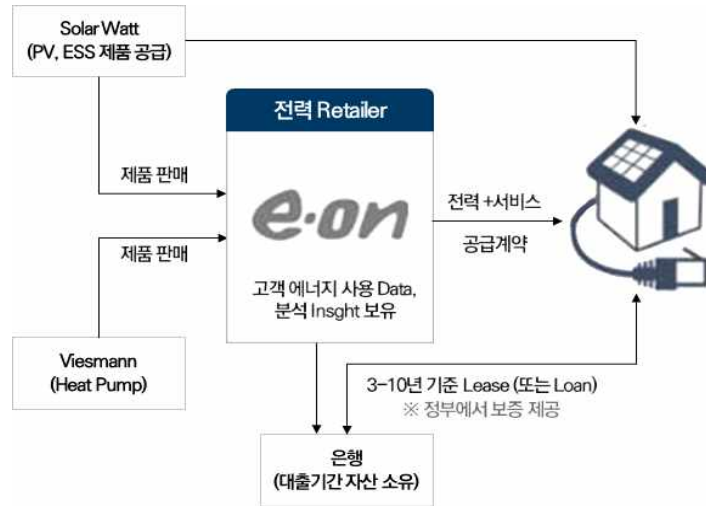 Solar Watt
(PV, ESS 제품 공급)
전력 Retailer
제품 판매
e·on
전력 +서비스
공급계약
제품 판매
고객 에너지 사용 Data,
분석 Insght 보유
Viesmann
(Heat Pump)
3-10년 기준 Lease (또는 Loan)
※ 정부에서 보증 제공
은행
(대출기간 자산 소유)